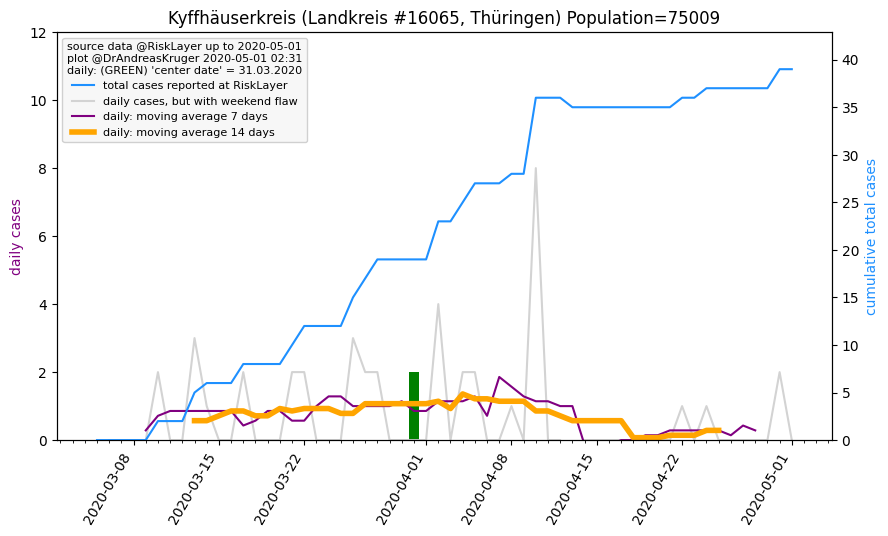 Kyffhäuserkreis (Landkreis #16065, Thüringen) Population=75009
source data @RiskLayer up to 2020-05-01
plot @DrAndreasKruger 2020-05-01 02:31
daily: (GREEN) 'center date' = 31.03.2020
total cases reported at RiskLayer
daily cases, but with weekend flaw
daily: moving average 7 days
daily: moving average 14 days
daily cases
12
10
8
6
4
2
0
cumulative total cases
40
35
30
25
20
15
10
5
0
2020-03-08
2020-03-15
2020-03-22
2020-04-01
2020-04-08
2020-04-15
2020-04-22
2020-05-01